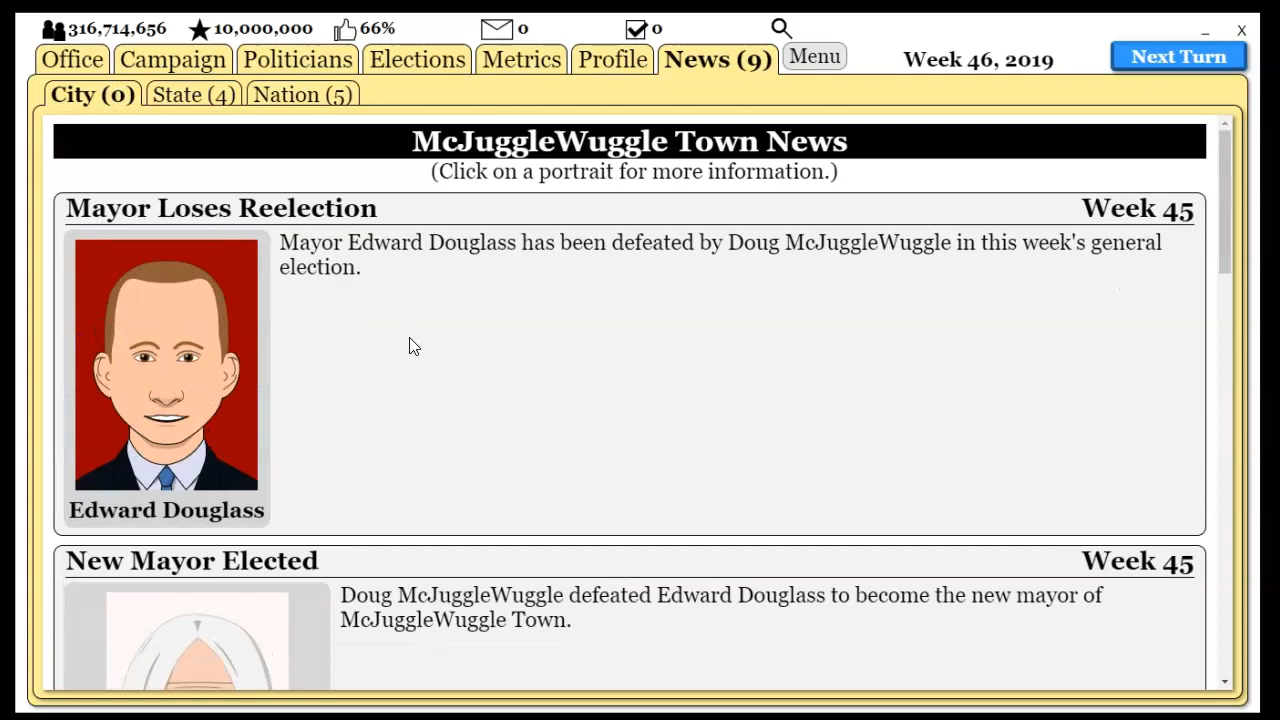 316,714,656 10,000,000 66% 0 0
_ X
Office Campaign Politicians Elections Metrics Profile News (9) Menu Week 46, 2019 Next Turn
City (0) State (4) Nation (5)
McJuggleWuggle Town News
(Click on a portrait for more information.)
Mayor Loses Reelection Week 45
Mayor Edward Douglass has been defeated by Doug McJuggleWuggle in this week's general
election.
Edward Douglass
New Mayor Elected Week 45
Doug McJuggleWuggle defeated Edward Douglass to become the new mayor of
McJuggleWuggle Town.